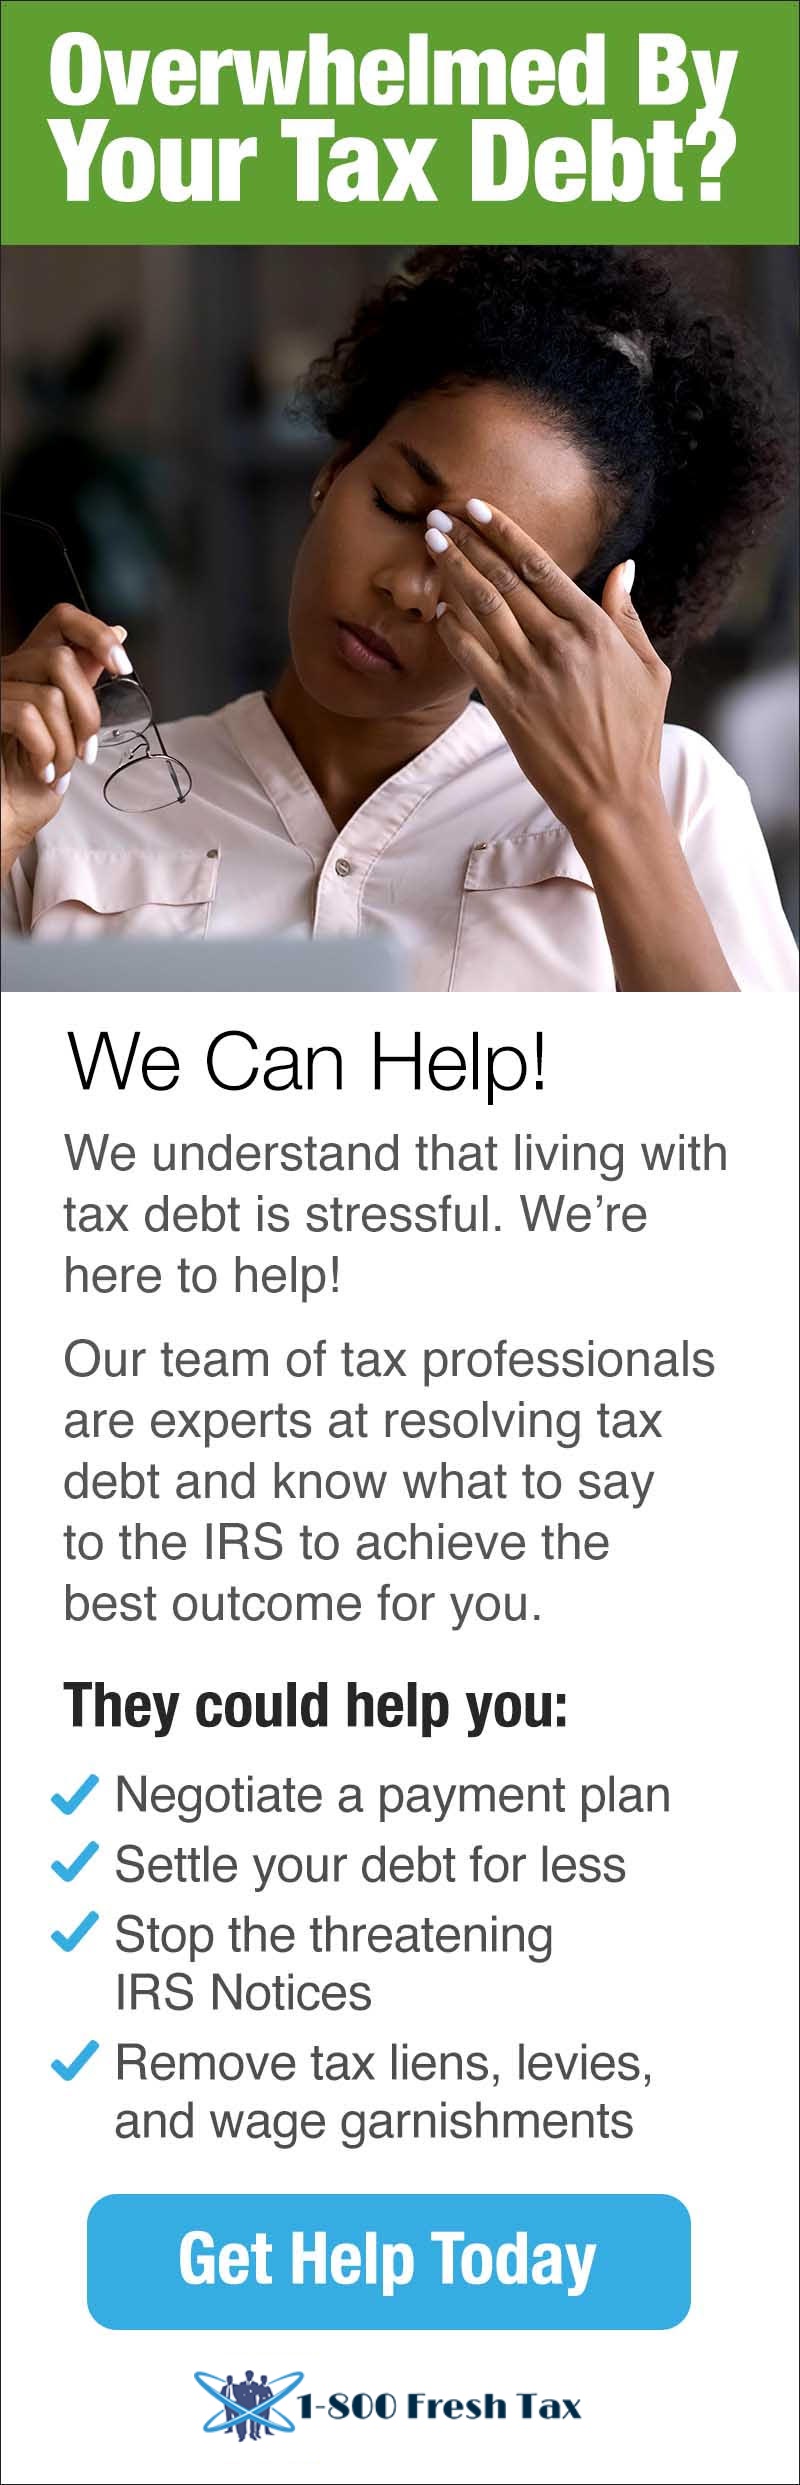 Overwhelmed By
Your Tax Debt?
We Can Help!
We understand that living with
tax debt is stressful. We’re
here to help!
Our team of tax professionals
are experts at resolving tax
debt and know what to say
to the IRS to achieve the
best outcome for you.
They could help you:
Negotiate a payment plan
Settle your debt for less
Stop the threatening
IRS Notices
Remove tax liens, levies,
and wage garnishments
Get Help Today
1-800 Fresh Tax